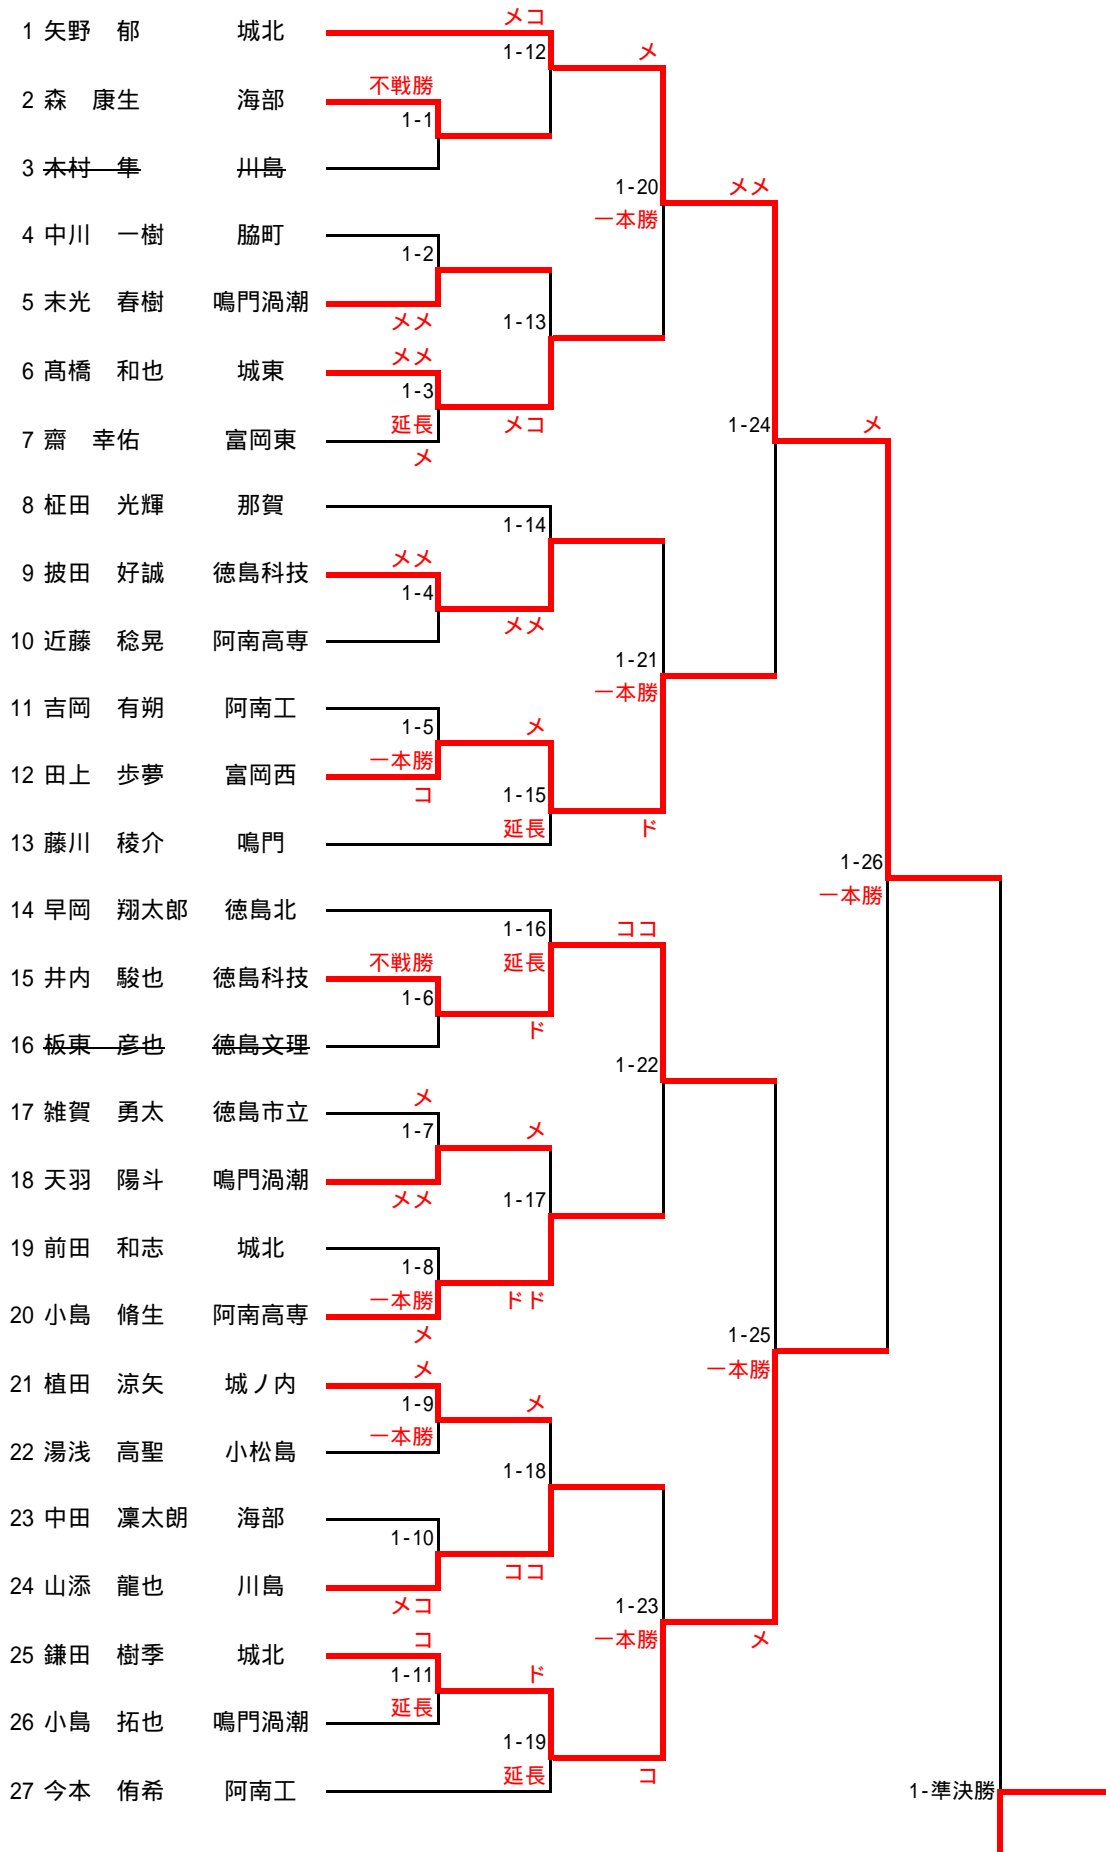 メコ
1 矢野 郁 城北
1-12 メ
不戦勝
2 森 康生 海部
1-1
3 木村 隼 川島
1-20 メメ
一本勝
4 中川 一樹 脇町
1-2
5 末光 春樹 鳴門渦潮
メメ 1-13
メメ
6 髙橋 和也 城東
1-3
延長 メコ 1-24 メ
7 齋 幸佑 富岡東
メ
8 柾田 光輝 那賀
1-14
メメ
9 披田 好誠 徳島科技
1-4
メメ
10 近藤 稔晃 阿南高専
1-21
一本勝
11 吉岡 有朔 阿南工
1-5 メ
一本勝
12 田上 歩夢 富岡西
コ 1-15
延長 ド
13 藤川 稜介 鳴門
1-26
一本勝
14 早岡 翔太郎 徳島北
1-16 ココ
不戦勝 延長
15 井内 駿也 徳島科技
1-6
ド
16 板東 彦也 徳島文理
1-22
メ
17 雑賀 勇太 徳島市立
1-7 メ
18 天羽 陽斗 鳴門渦潮
メメ 1-17
19 前田 和志 城北
1-8
一本勝 ドド
20 小島 脩生 阿南高専
メ 1-25
メ 一本勝
21 植田 涼矢 城ノ内
1-9 メ
一本勝
22 湯浅 高聖 小松島
1-18
23 中田 凜太朗 海部
1-10
ココ
24 山添 龍也 川島
メコ 1-23
コ 一本勝 メ
25 鎌田 樹季 城北
1-11 ド
延長
26 小島 拓也 鳴門渦潮
1-19
延長 コ
27 今本 侑希 阿南工 1-準決勝